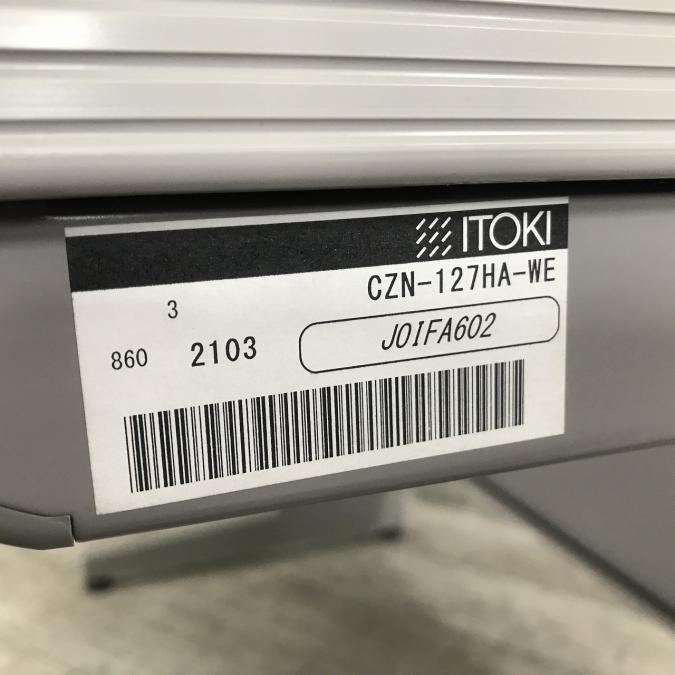 ITOKI
CZN-127HA-WE
3
860 2103 J0IFA602